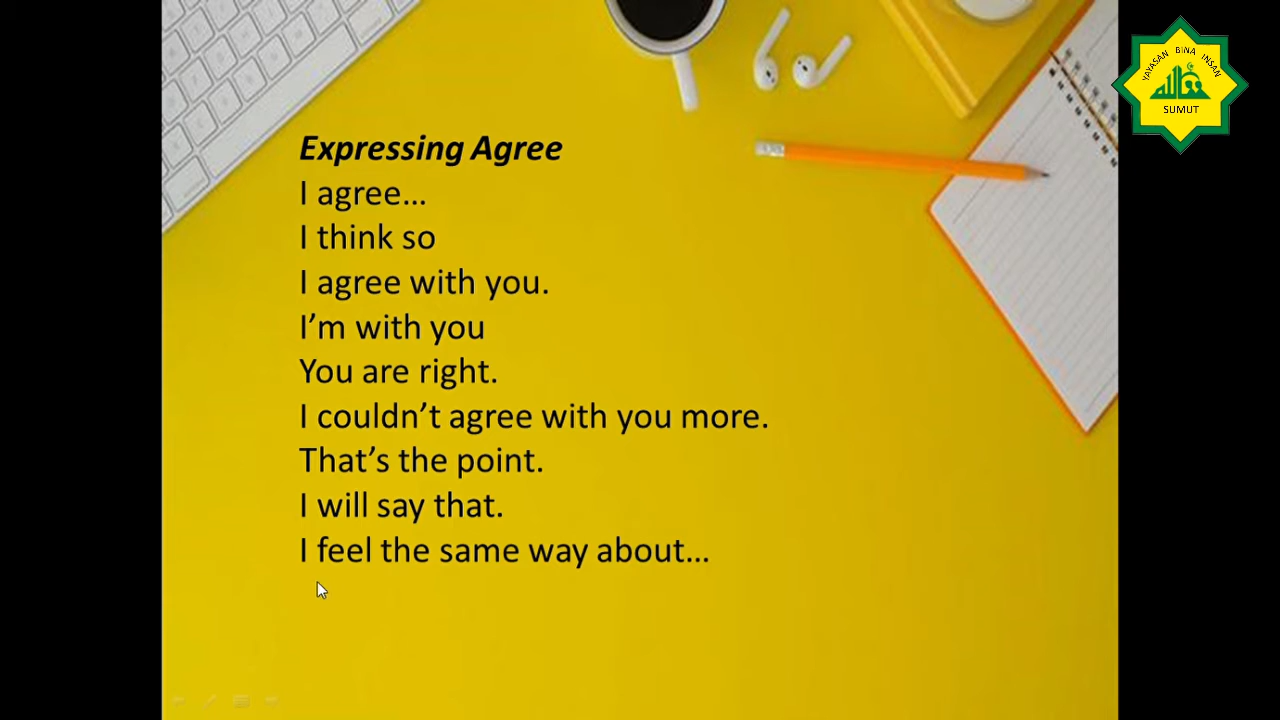 Expressing Agree
I agree...
I think so
I agree with you.
I'm with you
You are right.
I couldn't agree with you more.
That's the point.
I will say that.
I feel the same way about...
YAYASAN BINA INSAN
SUMUT